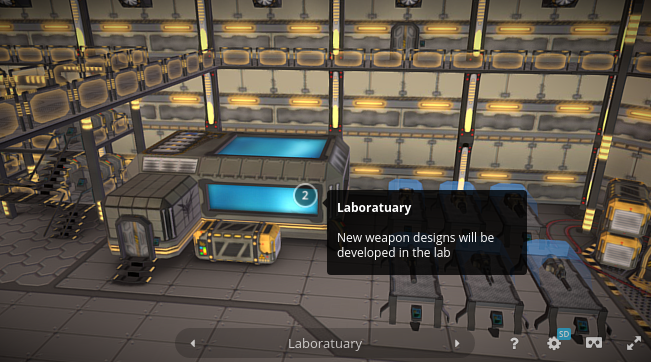 2
Laboratuary
New weapon designs will be
developed in the lab
Laboratuary
?
SD